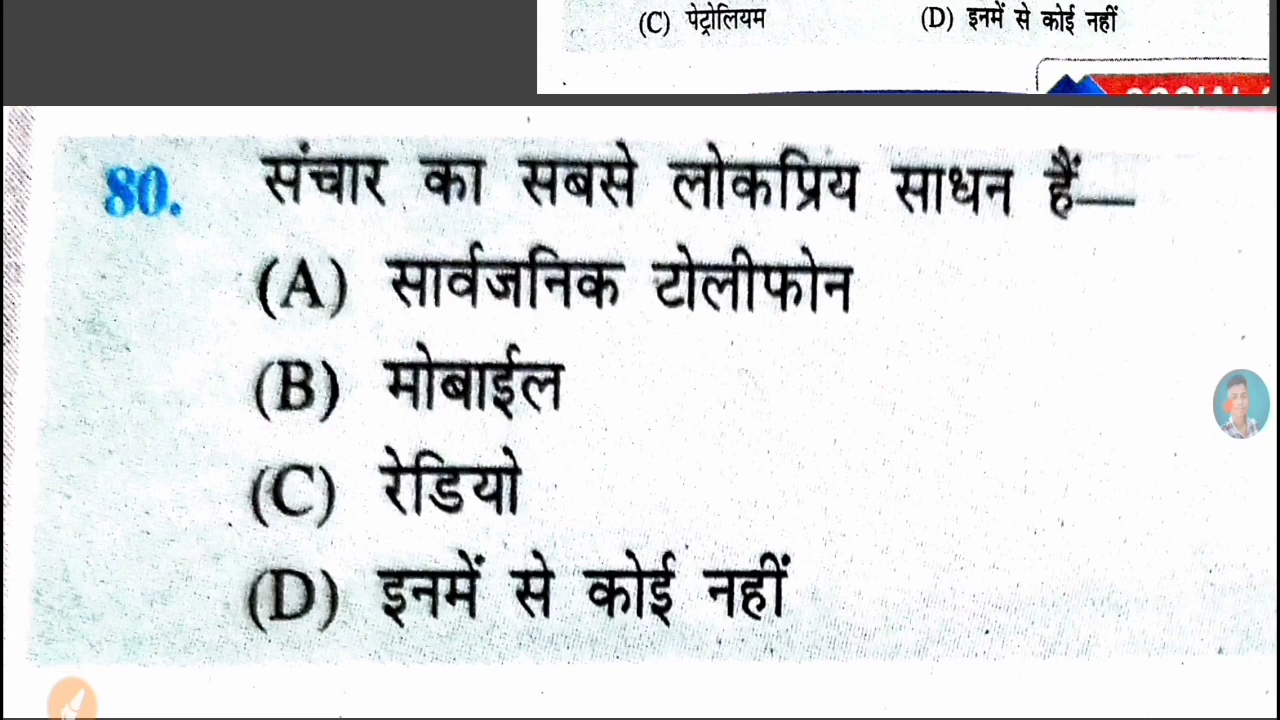 (C) पेट्रोलियम (D) इनमें से कोई नहीं
80. संचार का सबसे लोकप्रिय साधन हैं—
(A) सार्वजनिक टोलीफोन
(B) मोबाईल
(C) रेडियो
(D) इनमें से कोई नहीं